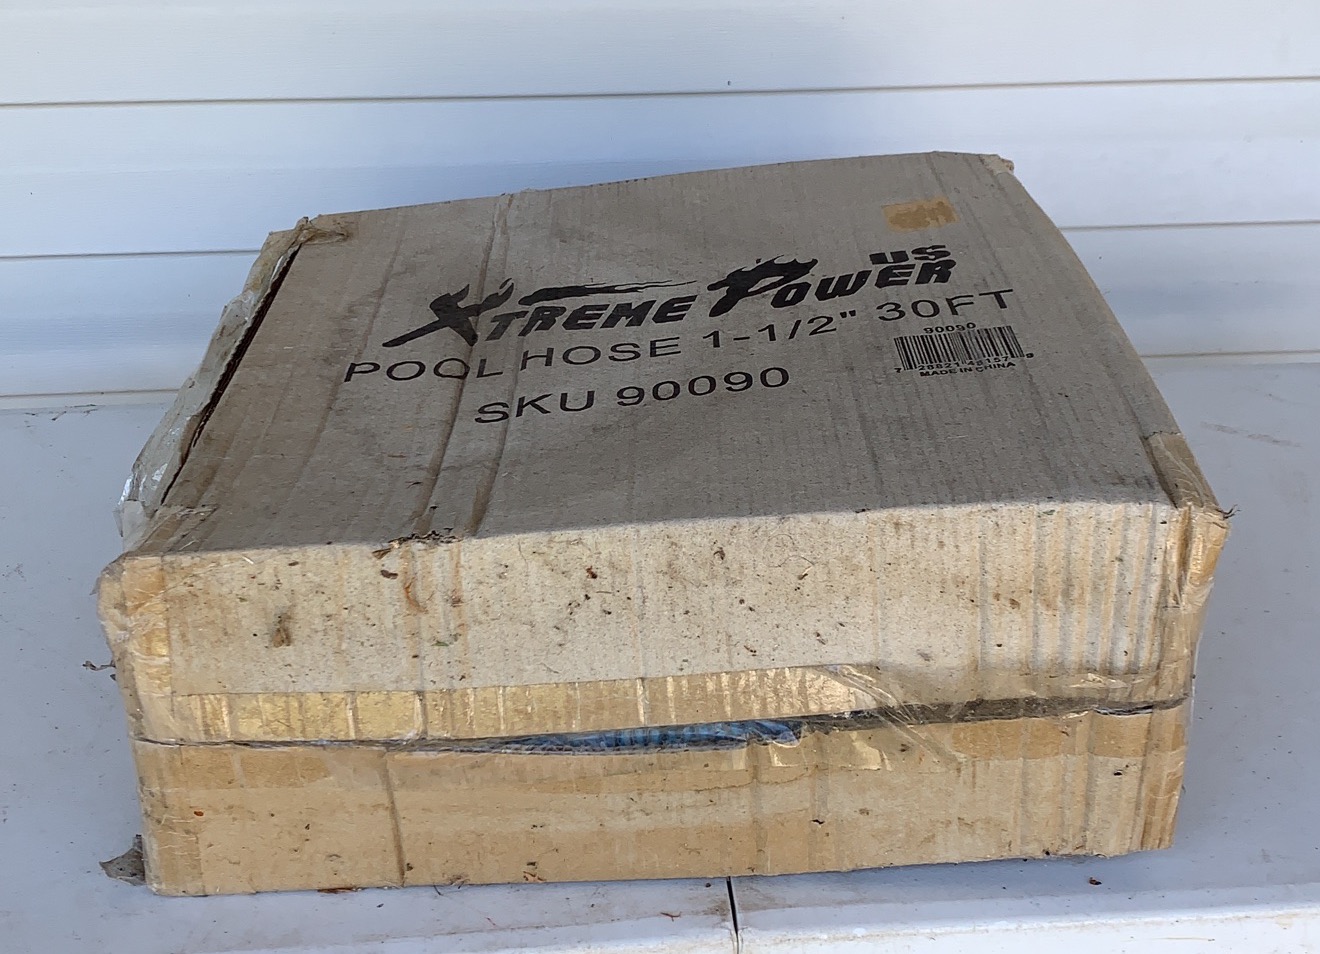 XTREME POWER US
POOL HOSE 1-1/2" 30FT
SKU 90090
90090
MADE IN CHINA